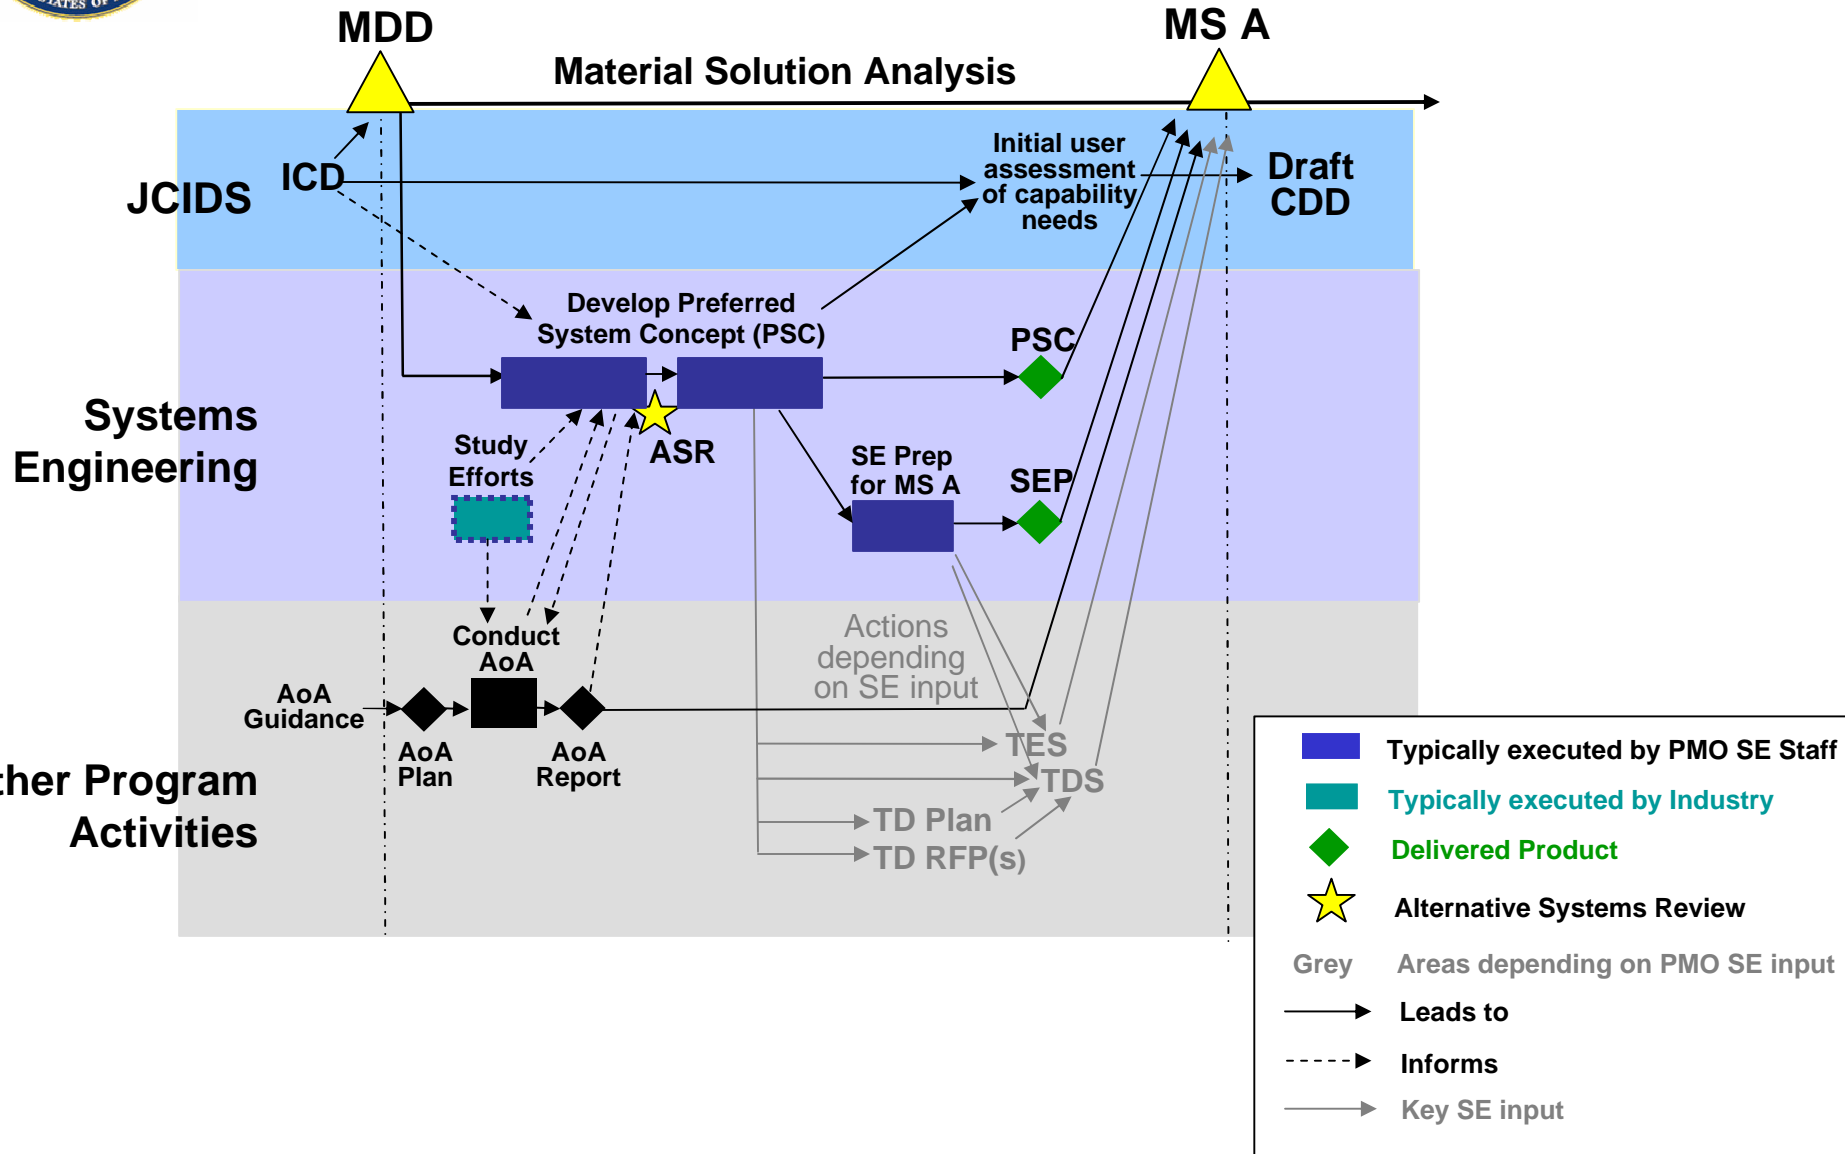 STATES OF
MDD
MS A
Material Solution Analysis
JCIDS
ICD
Initial user
assessment
of capability
needs
Draft
CDD
Systems
Engineering
Develop Preferred
System Concept (PSC)
PSC
ASR
Study
Efforts
SE Prep
for MS A
SEP
ther Program
Activities
Conduct
AoA
AoA
Guidance
AoA
Plan
AoA
Report
Actions
depending
on SE input
TES
TDS
TD Plan
TD RFP(s)
Typically executed by PMO SE Staff
Typically executed by Industry
Delivered Product
Alternative Systems Review
Grey Areas depending on PMO SE input
Leads to
Informs
Key SE input